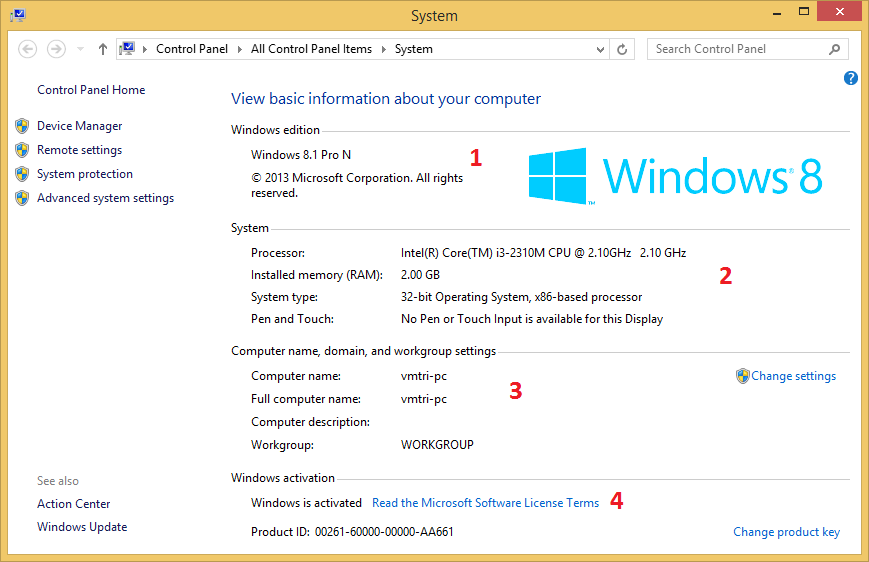 System
Control Panel All Control Panel Items System Search Control Panel
Control Panel Home
Device Manager
Remote settings
System protection
Advanced system settings
See also
Action Center
Windows Update
?
View basic information about your computer
Windows edition
Windows 8.1 Pro N
© 2013 Microsoft Corporation. All rights
reserved.
1
Windows® 8
™
System
Processor: Intel(R) Core(TM) i3-2310M CPU @ 2.10GHz 2.10 GHz
Installed memory (RAM): 2.00 GB
System type: 32-bit Operating System, x86-based processor
Pen and Touch: No Pen or Touch Input is available for this Display
2
Computer name, domain, and workgroup settings
Computer name: vmtri-pc
Full computer name: vmtri-pc
Computer description:
Workgroup: WORKGROUP
3
Change settings
Windows activation
Windows is activated Read the Microsoft Software License Terms 4
Product ID: 00261-60000-00000-AA661 Change product key